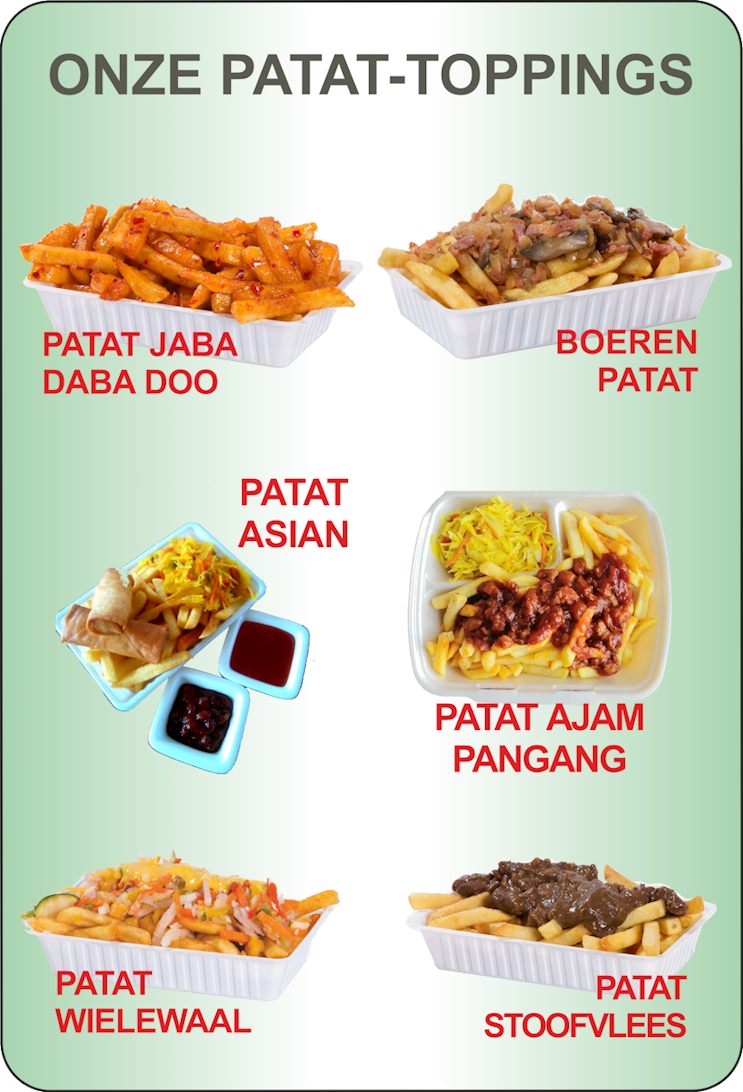 ONZE PATAT-TOPPINGS
PATAT JABA
DABA DOO
BOEREN
PATAT
PATAT
ASIAN
PATAT AJAM
PANGANG
PATAT
WIELEWAAL
PATAT
STOOFVLEES